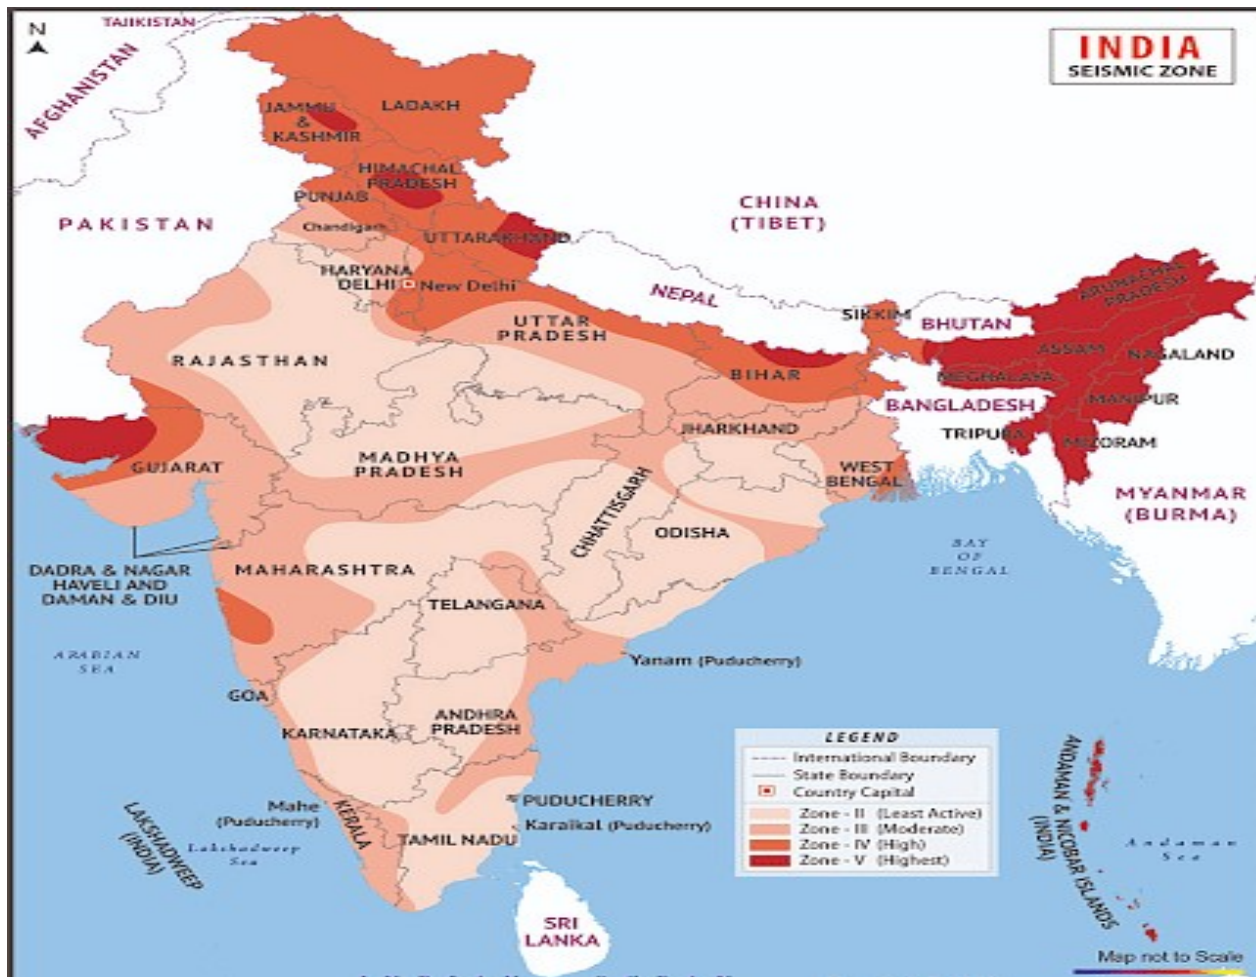 N
TAJIKISTAN
AFGHANISTAN
INDIA
SEISMIC ZONE
JAMMU
&
KASHMIR
LADAKH
HIMACHAL
PRADESH
PUNJAB
Chandigarh
UTTARAKHAND
PAKISTAN
CHINA
(TIBET)
HARYANA
DELHI
New Delhi
NEPAL
ARUNACHAL
PRADESH
SIKKIM
BHUTAN
UTTAR
PRADESH
ASSAM
NAGALAND
RAJASTHAN
BIHAR
MEGHALAYA
MANIPUR
BANGLADESH
JHARKHAND
TRIPURA
MIZORAM
GUJARAT
MADHYA
PRADESH
WEST
BENGAL
CHHATTISGARH
MYANMAR
(BURMA)
ODISHA
BAY
OF
BENGAL
DADRA & NAGAR
HAVELI AND
DAMAN & DIU
MAHARASHTRA
TELANGANA
ARABIAN
SEA
Yanam (Puducherry)
GOA
ANDHRA
PRADESH
KARNATAKA
LEGEND
International Boundary
State Boundary
Country Capital
Zone - II (Least Active)
Zone - III (Moderate)
Zone - IV (High)
Zone - V (Highest)
ANDAMAN & NICOBAR ISLANDS
(INDIA)
Andaman
Sea
Mahe
(Puducherry)
KERALA
PUDUCHERRY
Karaikal (Puducherry)
TAMIL NADU
LAKSHADWEEP
(INDIA)
Lakshadweep
Sea
SRI
LANKA
Map not to Scale